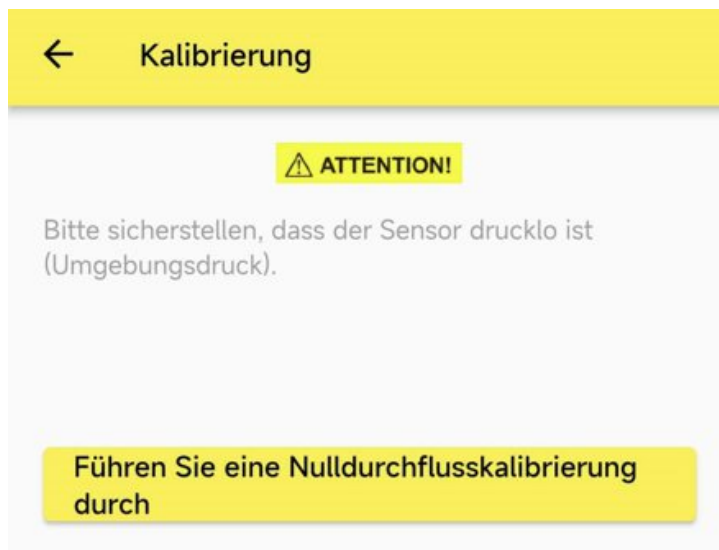 Kalibrierung
ATTENTION!
Bitte sicherstellen, dass der Sensor drucklo ist
(Umgebungsdruck).
Führen Sie eine Nulldurchflusskalibrierung
durch